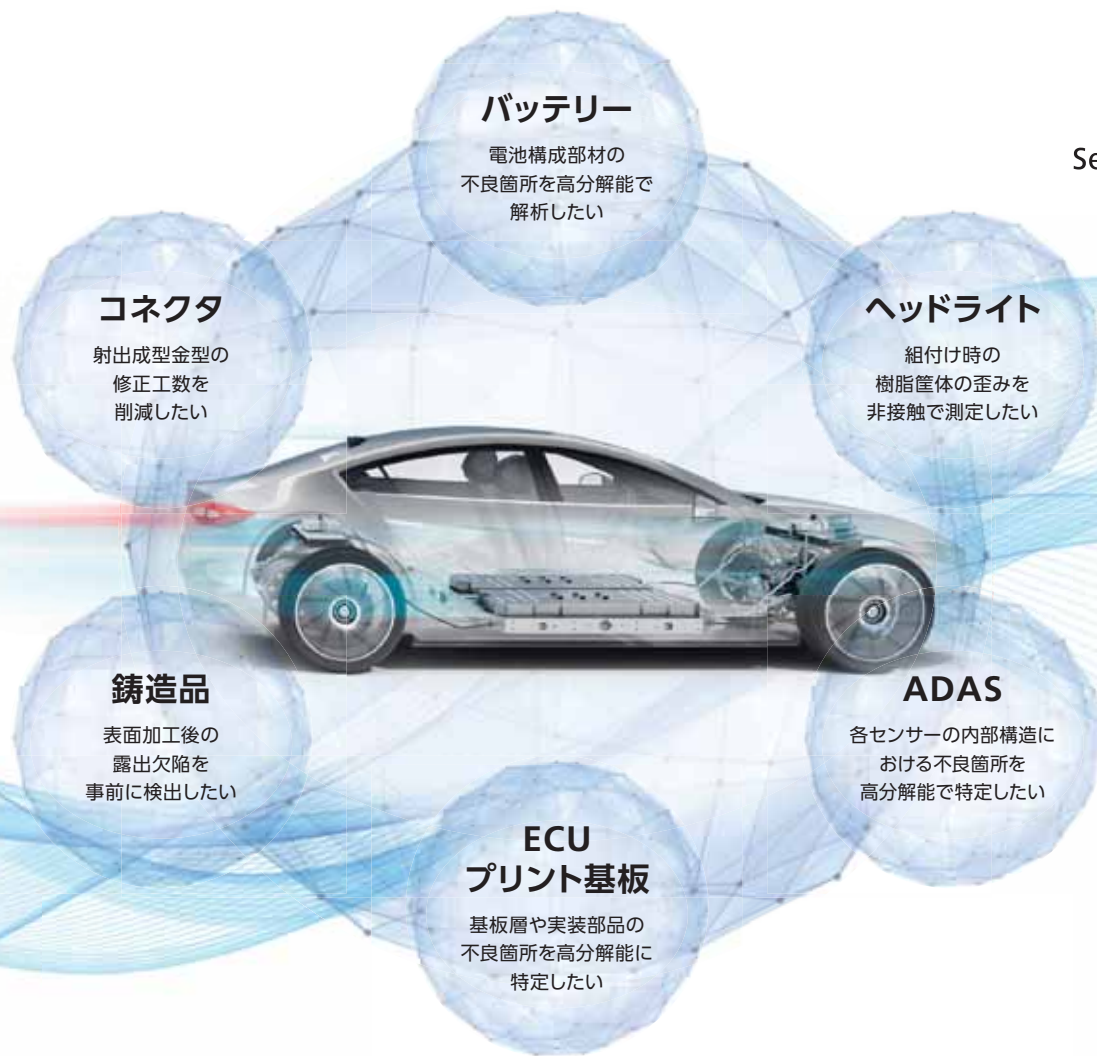 バッテリー
電池構成部材の
不良箇所を高分解能で
解析したい
Se
コネクタ
射出成型金型の
修正工数を
削減したい
ヘッドライト
組付け時の
樹脂筐体の歪みを
非接触で測定したい
鋳造品
表面加工後の
露出欠陥を
事前に検出したい
ADAS
各センサーの内部構造に
おける不良箇所を
高分解能で特定したい
ECU
プリント基板
基板層や実装部品の
不良箇所を高分解能に
特定したい